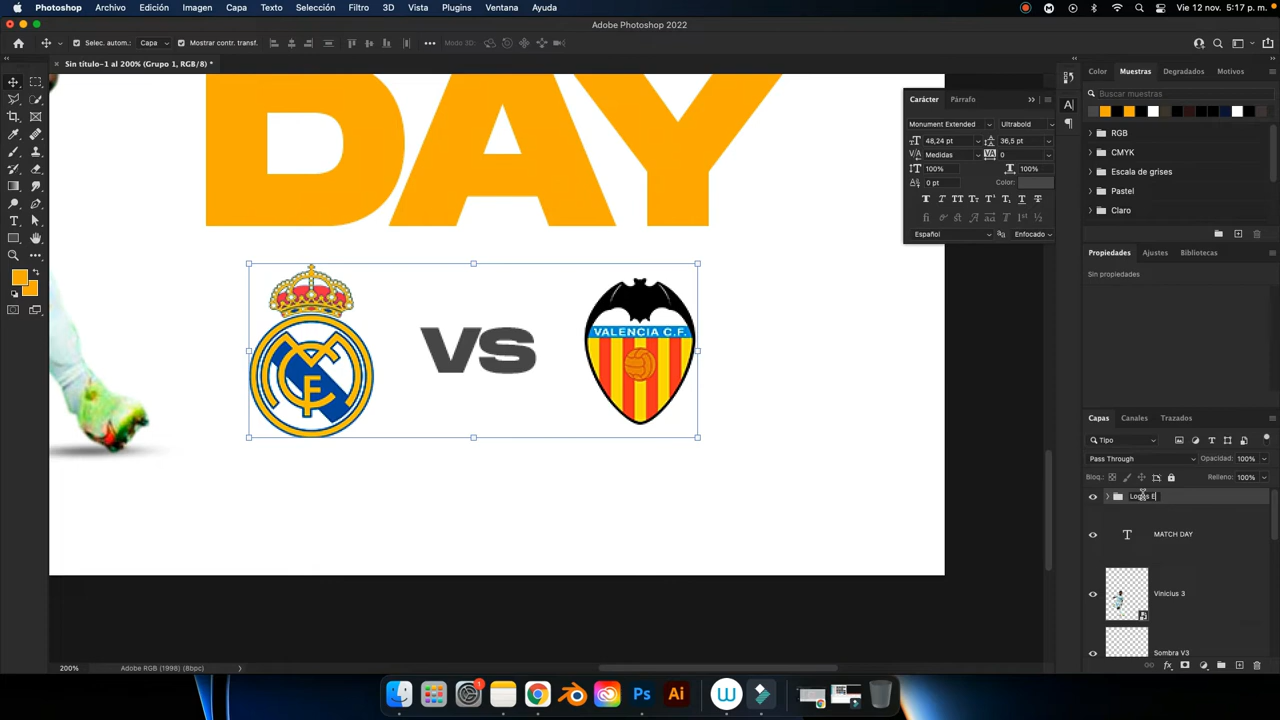 Photoshop Archivo Edición Imagen Capa Texto Selección Filtro 3D Vista Plugins Ventana Ayuda Vie 12 nov. 5:17 p. m.
Adobe Photoshop 2022
Selec. autom.: Capa Mostrar contr. transf. Modo 3D:
Sin título-1 al 200% (Grupo 1, RGB/8) *
DAY
VS
VALENCIA C.F.
Carácter Párrafo
Monument Extended Ultrabold
48,24 pt 36,5 pt
Medidas 0
100% 100%
0 pt Color:
Español Enfocado
Color Muestras Degradados Motivos
Buscar muestras
RGB
CMYK
Escala de grises
Pastel
Claro
Propiedades Ajustes Bibliotecas
Sin propiedades
Capas Canales Trazados
Tipo
Pass Through Opacidad: 100%
Bloq.: Relleno: 100%
Logos E
MATCH DAY
Vinicius 3
Sombra V3
200% Adobe RGB (1998) (8bpc)
Ps Ai